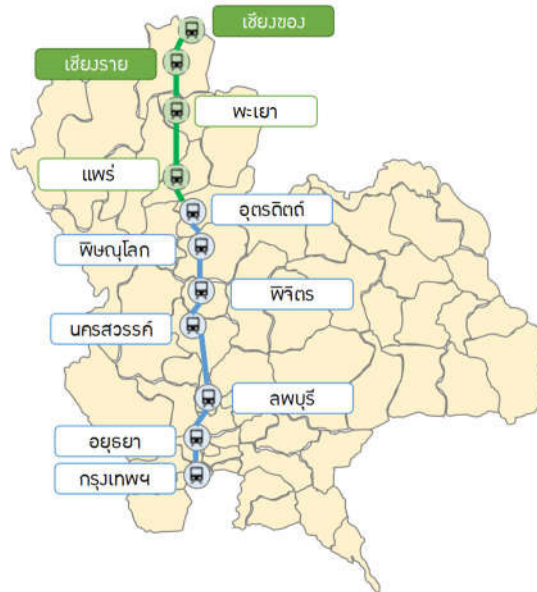 เชียงของ
เชียงราย
พะเยา
แพร่
อุตรดิตถ์
พิษณุโลก
พิจิตร
นครสวรรค์
ลพบุรี
อยุธยา
กรุงเทพฯ